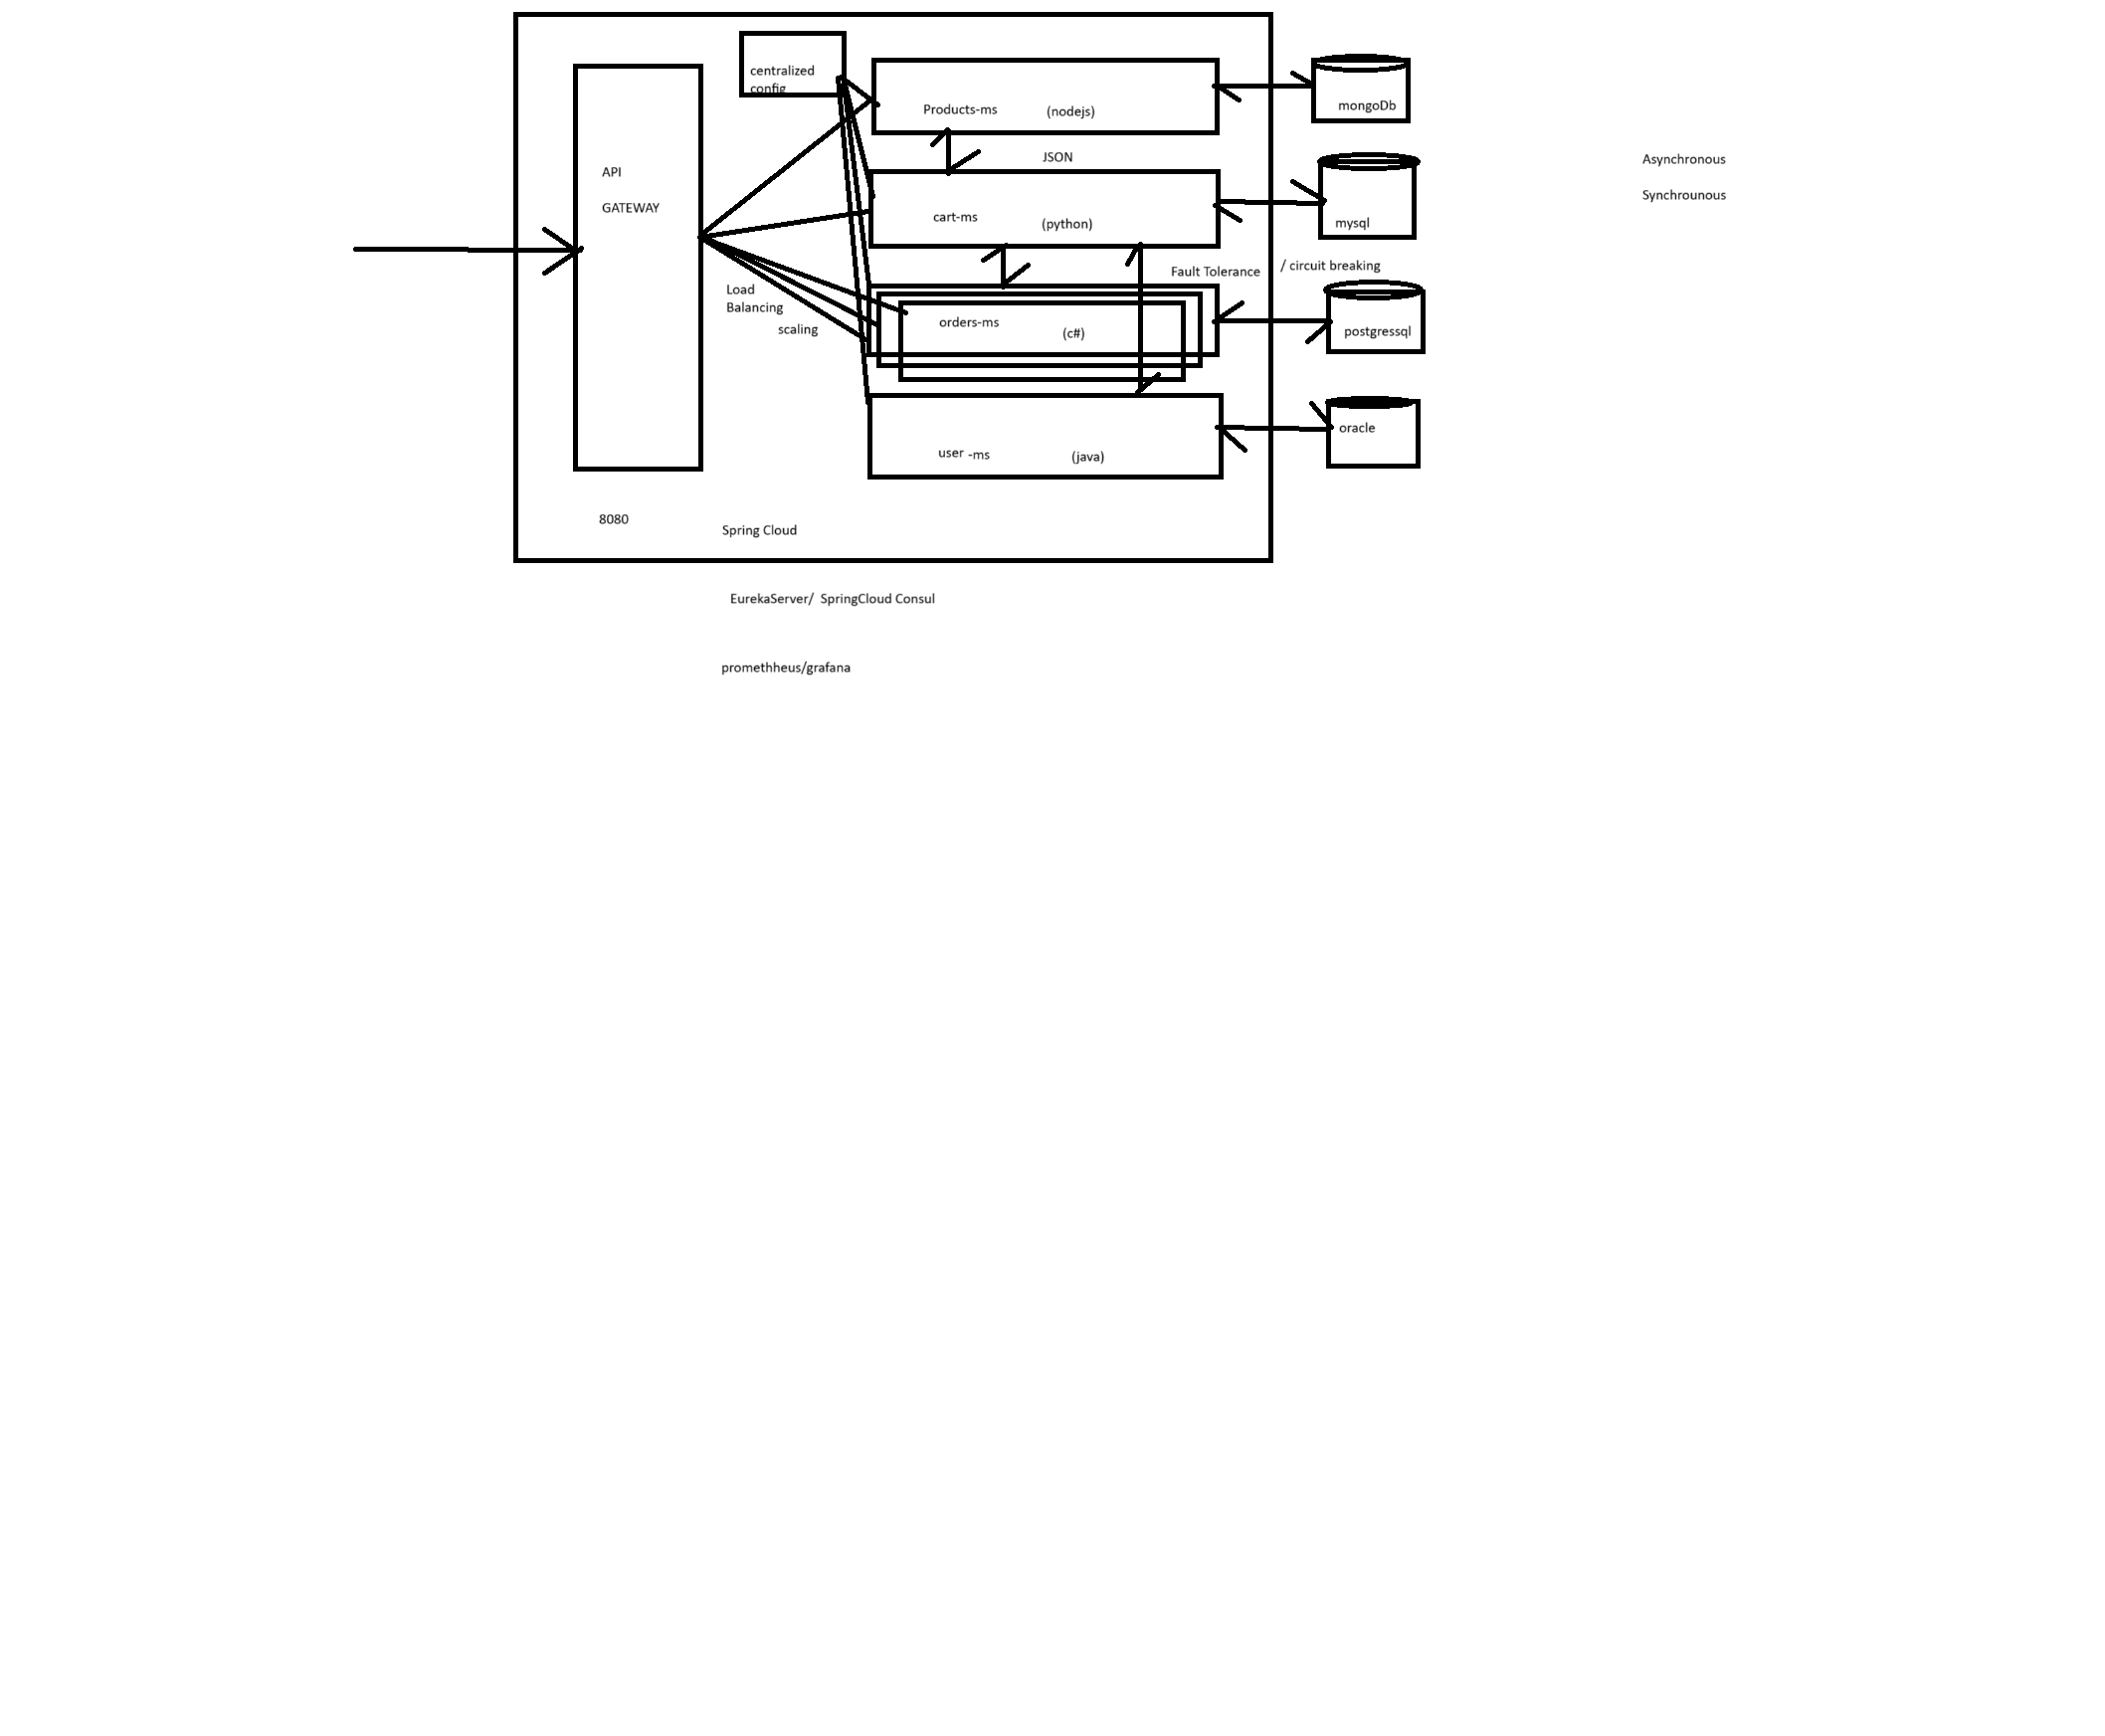 centralized
config
Products-ms (nodejs)
mongoDb
JSON
Asynchronous
API
GATEWAY
Synchrounous
cart-ms (python)
mysql
Fault Tolerance / circuit breaking
Load
Balancing
scaling
orders-ms (c#)
postgressql
oracle
user -ms (java)
8080
Spring Cloud
EurekaServer/ SpringCloud Consul
promethheus/grafana